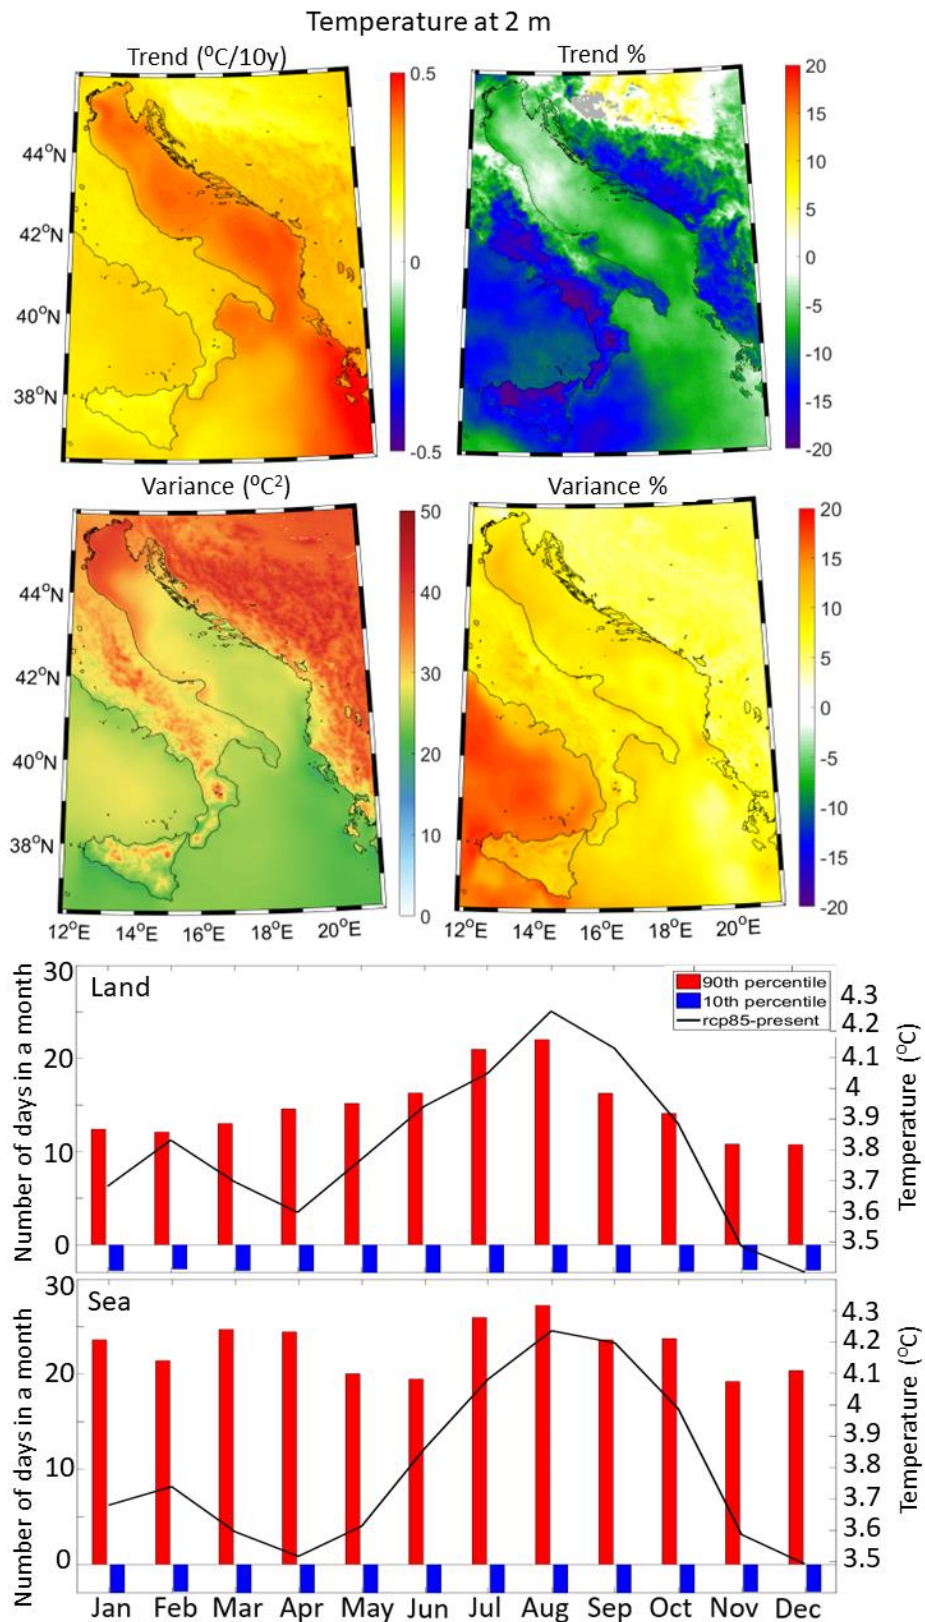 Temperature at 2 m
Trend (⁰C/10y)
Trend %
44°N
42°N
40°N
38°N
0.5
0
-0.5
20
15
10
5
0
-5
-10
-15
-20
Variance (⁰C²)
Variance %
44°N
42°N
40°N
38°N
12°E 14°E 16°E 18°E 20°E
50
40
30
20
10
0
12°E 14°E 16°E 18°E 20°E
20
15
10
5
0
-5
-10
-15
-20
Land
Number of days in a month
30
20
10
0
90th percentile
10th percentile
rcp85-present
4.3
4.2
4.1
4
3.9
3.8
3.7
3.6
3.5
Temperature (⁰C)
Sea
Number of days in a month
30
20
10
0
4.3
4.2
4.1
4
3.9
3.8
3.7
3.6
3.5
Temperature (⁰C)
Jan Feb Mar Apr May Jun Jul Aug Sep Oct Nov Dec